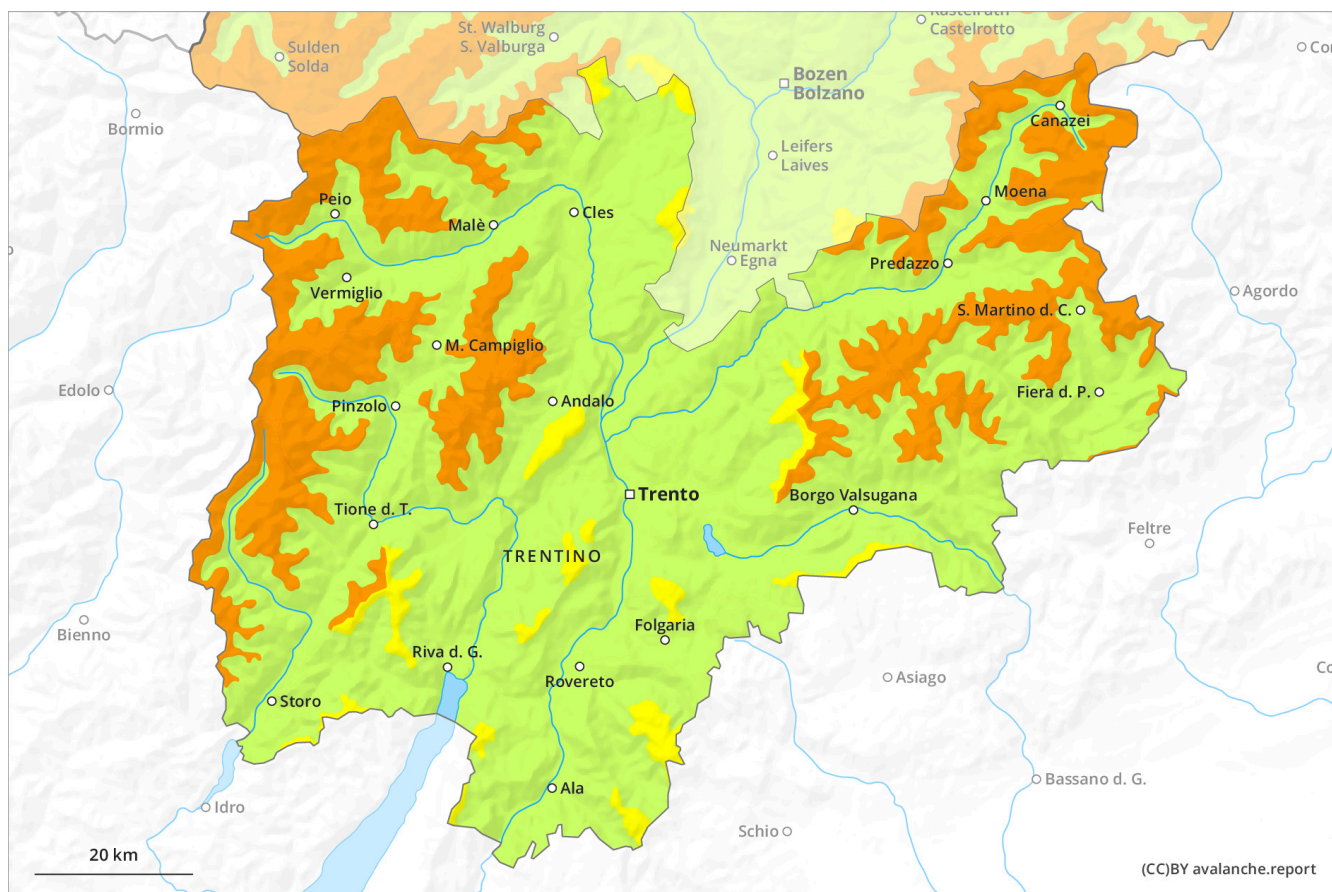 Kastelruth
Castelrotto
St. Walburg
S. Valburga
Sulden
Solda
Bozen
Bolzano
Bormio
Canazei
Leifers
Laives
Peio
Moena
Malè
Cles
Neumarkt
Egna
Predazzo
Vermiglio
Agordo
S. Martino d. C.
M. Campiglio
Edolo
Fiera d. P.
Pinzolo
Andalo
Trento
Borgo Valsugana
Tione d. T.
Feltre
TRENTINO
Bienno
Folgaria
Riva d. G.
Rovereto
Asiago
Storo
Bassano d. G.
Ala
Idro
Schio
20 km
(CC)BY avalanche.report